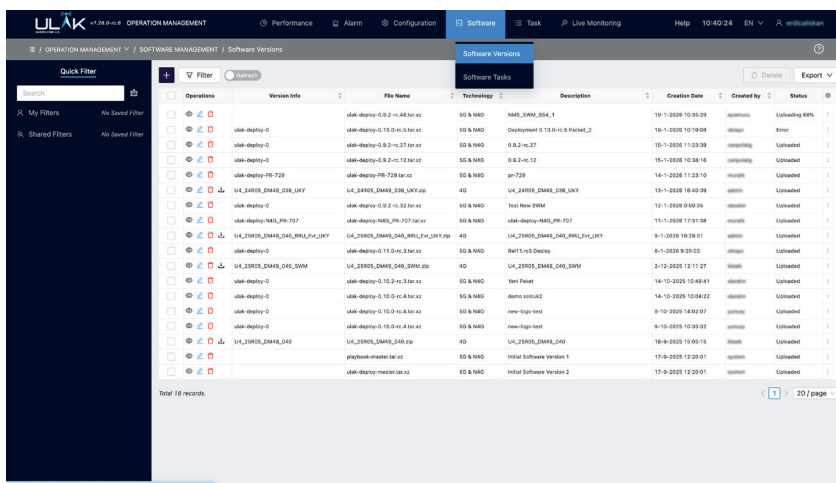 ULAK v1.28.0-rc.6 OPERATION MANAGEMENT Performance Alarm Configuration Software Task Live Monitoring Help 10:40:24 EN erdicaliskan
OPERATION MANAGEMENT / SOFTWARE MANAGEMENT / Software Versions
Software Versions
Software Tasks
Quick Filter
Search
My Filters No Saved Filter
Shared Filters No Saved Filter
+ Filter Refresh Delete Export
Operations Version Info File Name Technology Description Creation Date Created by Status
ulak-deploy-0.9.2-rc.48.tar.xz 5G & N4G NMS_SWM_S54_1 19-1-2026 10:35:29 Uploading 88%
ulak-deploy-0 ulak-deploy-0.13.0-rc.5.tar.xz 5G & N4G Deployment 0.13.0-rc.5 Packet_2 19-1-2026 10:19:08 Error
ulak-deploy-0 ulak-deploy-0.9.2-rc.27.tar.xz 5G & N4G 0.9.2-rc.27 15-1-2026 11:23:39 Uploaded
ulak-deploy-0 ulak-deploy-0.9.2-rc.12.tar.xz 5G & N4G 0.9.2-rc.12 15-1-2026 10:38:16 Uploaded
ulak-deploy-PR-729 ulak-deploy-PR-729.tar.xz 5G & N4G pr-729 14-1-2026 11:23:10 Uploaded
U4_24R05_DM49_036_UKY U4_24R05_DM49_036_UKY.zip 4G U4_24R05_DM49_036_UKY 13-1-2026 16:40:39 Uploaded
ulak-deploy-0 ulak-deploy-0.9.2-rc.32.tar.xz 5G & N4G Test New SWM 12-1-2026 0:50:35 Uploaded
ulak-deploy-N4G_PR-707 ulak-deploy-N4G_PR-707.tar.xz 5G & N4G ulak-deploy-N4G_PR-707 11-1-2026 17:31:38 Uploaded
U4_25R05_DM49_040_RRU_Evr_UKY U4_25R05_DM49_040_RRU_Evr_UKY.zip 4G U4_25R05_DM49_040_RRU_Evr_UKY 9-1-2026 16:28:31 Uploaded
ulak-deploy-0 ulak-deploy-0.11.0-rc.3.tar.xz 5G & N4G Rel11.rc3 Deploy 8-1-2026 9:35:03 Uploaded
U4_25R05_DM49_040_SWM U4_25R05_DM49_040_SWM.zip 4G U4_25R05_DM49_040_SWM 2-12-2025 12:11:27 Uploaded
ulak-deploy-0 ulak-deploy-0.10.2-rc.3.tar.xz 5G & N4G Yeni Paket 14-10-2025 10:48:41 Uploaded
ulak-deploy-0 ulak-deploy-0.10.0-rc.4.tar.xz 5G & N4G demo selcuk2 14-10-2025 10:04:22 Uploaded
ulak-deploy-0 ulak-deploy-0.10.0-rc.4.tar.xz 5G & N4G new-logs-test 9-10-2025 14:02:07 Uploaded
ulak-deploy-0 ulak-deploy-0.10.0-rc.4.tar.xz 5G & N4G new-logs-test 9-10-2025 10:35:32 Uploaded
U4_25R05_DM49_040 U4_25R05_DM49_040.zip 4G U4_25R05_DM49_040 18-9-2025 15:05:15 Uploaded
playbook-master.tar.xz 5G & N4G Initial Software Version 1 17-9-2025 12:20:01 Uploaded
ulak-deploy-master.tar.xz 5G & N4G Initial Software Version 2 17-9-2025 12:20:01 Uploaded
Total 18 records. 1 20 / page